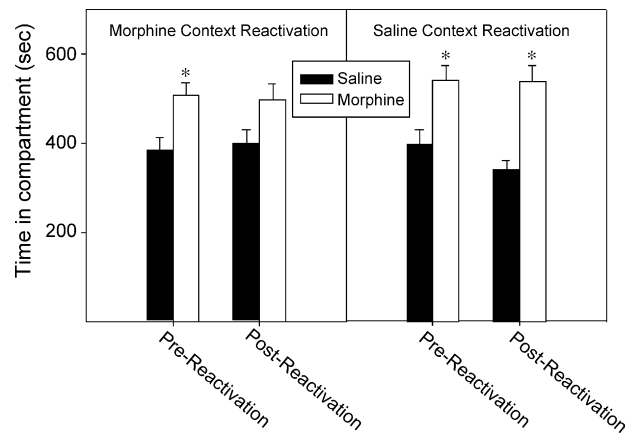 Morphine Context Reactivation
Saline Context Reactivation
Time in compartment (sec)
600
400
200
*
*
*
Saline
Morphine
Pre-Reactivation
Post-Reactivation
Pre-Reactivation
Post-Reactivation